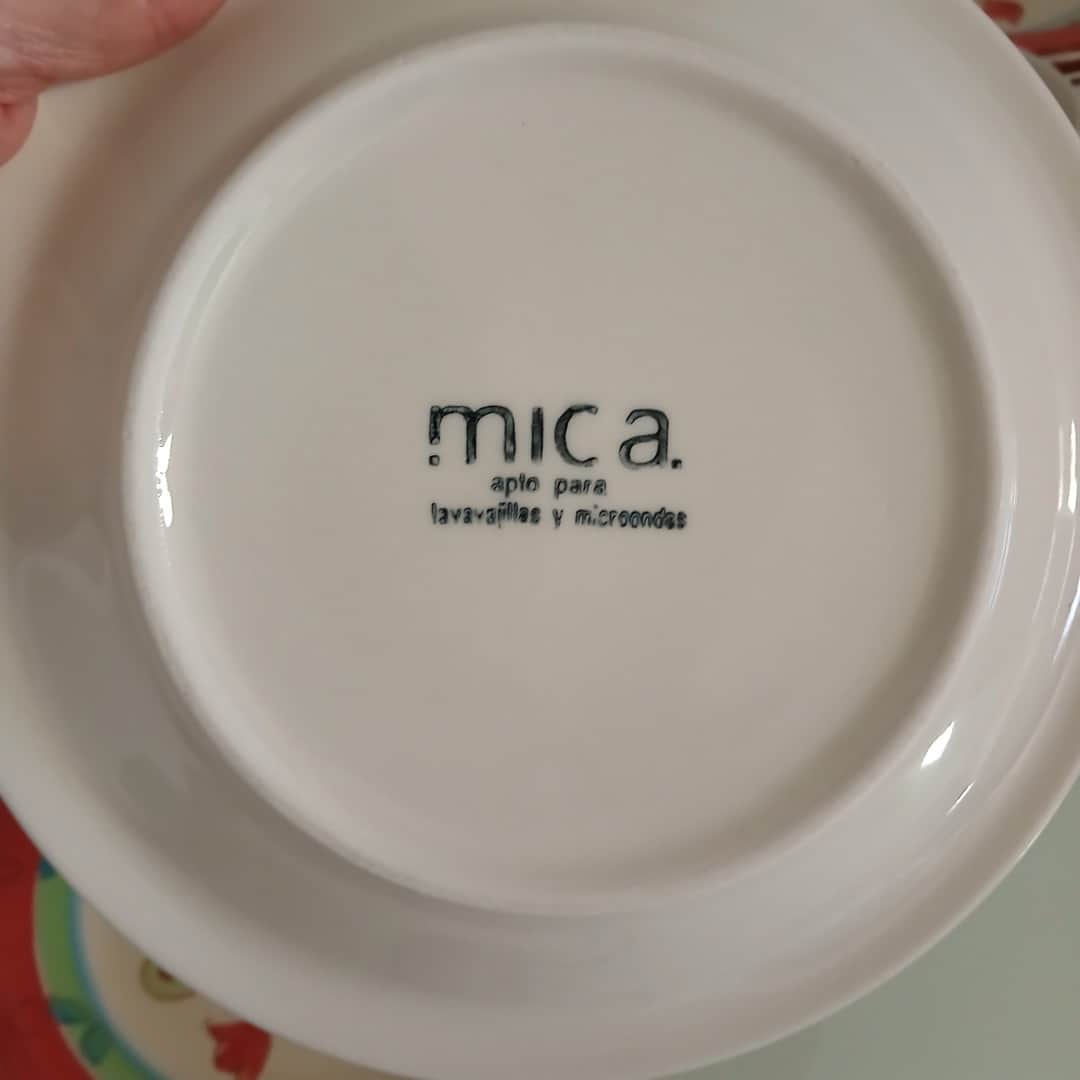 mica.
apto para
lavavajillas y microondas